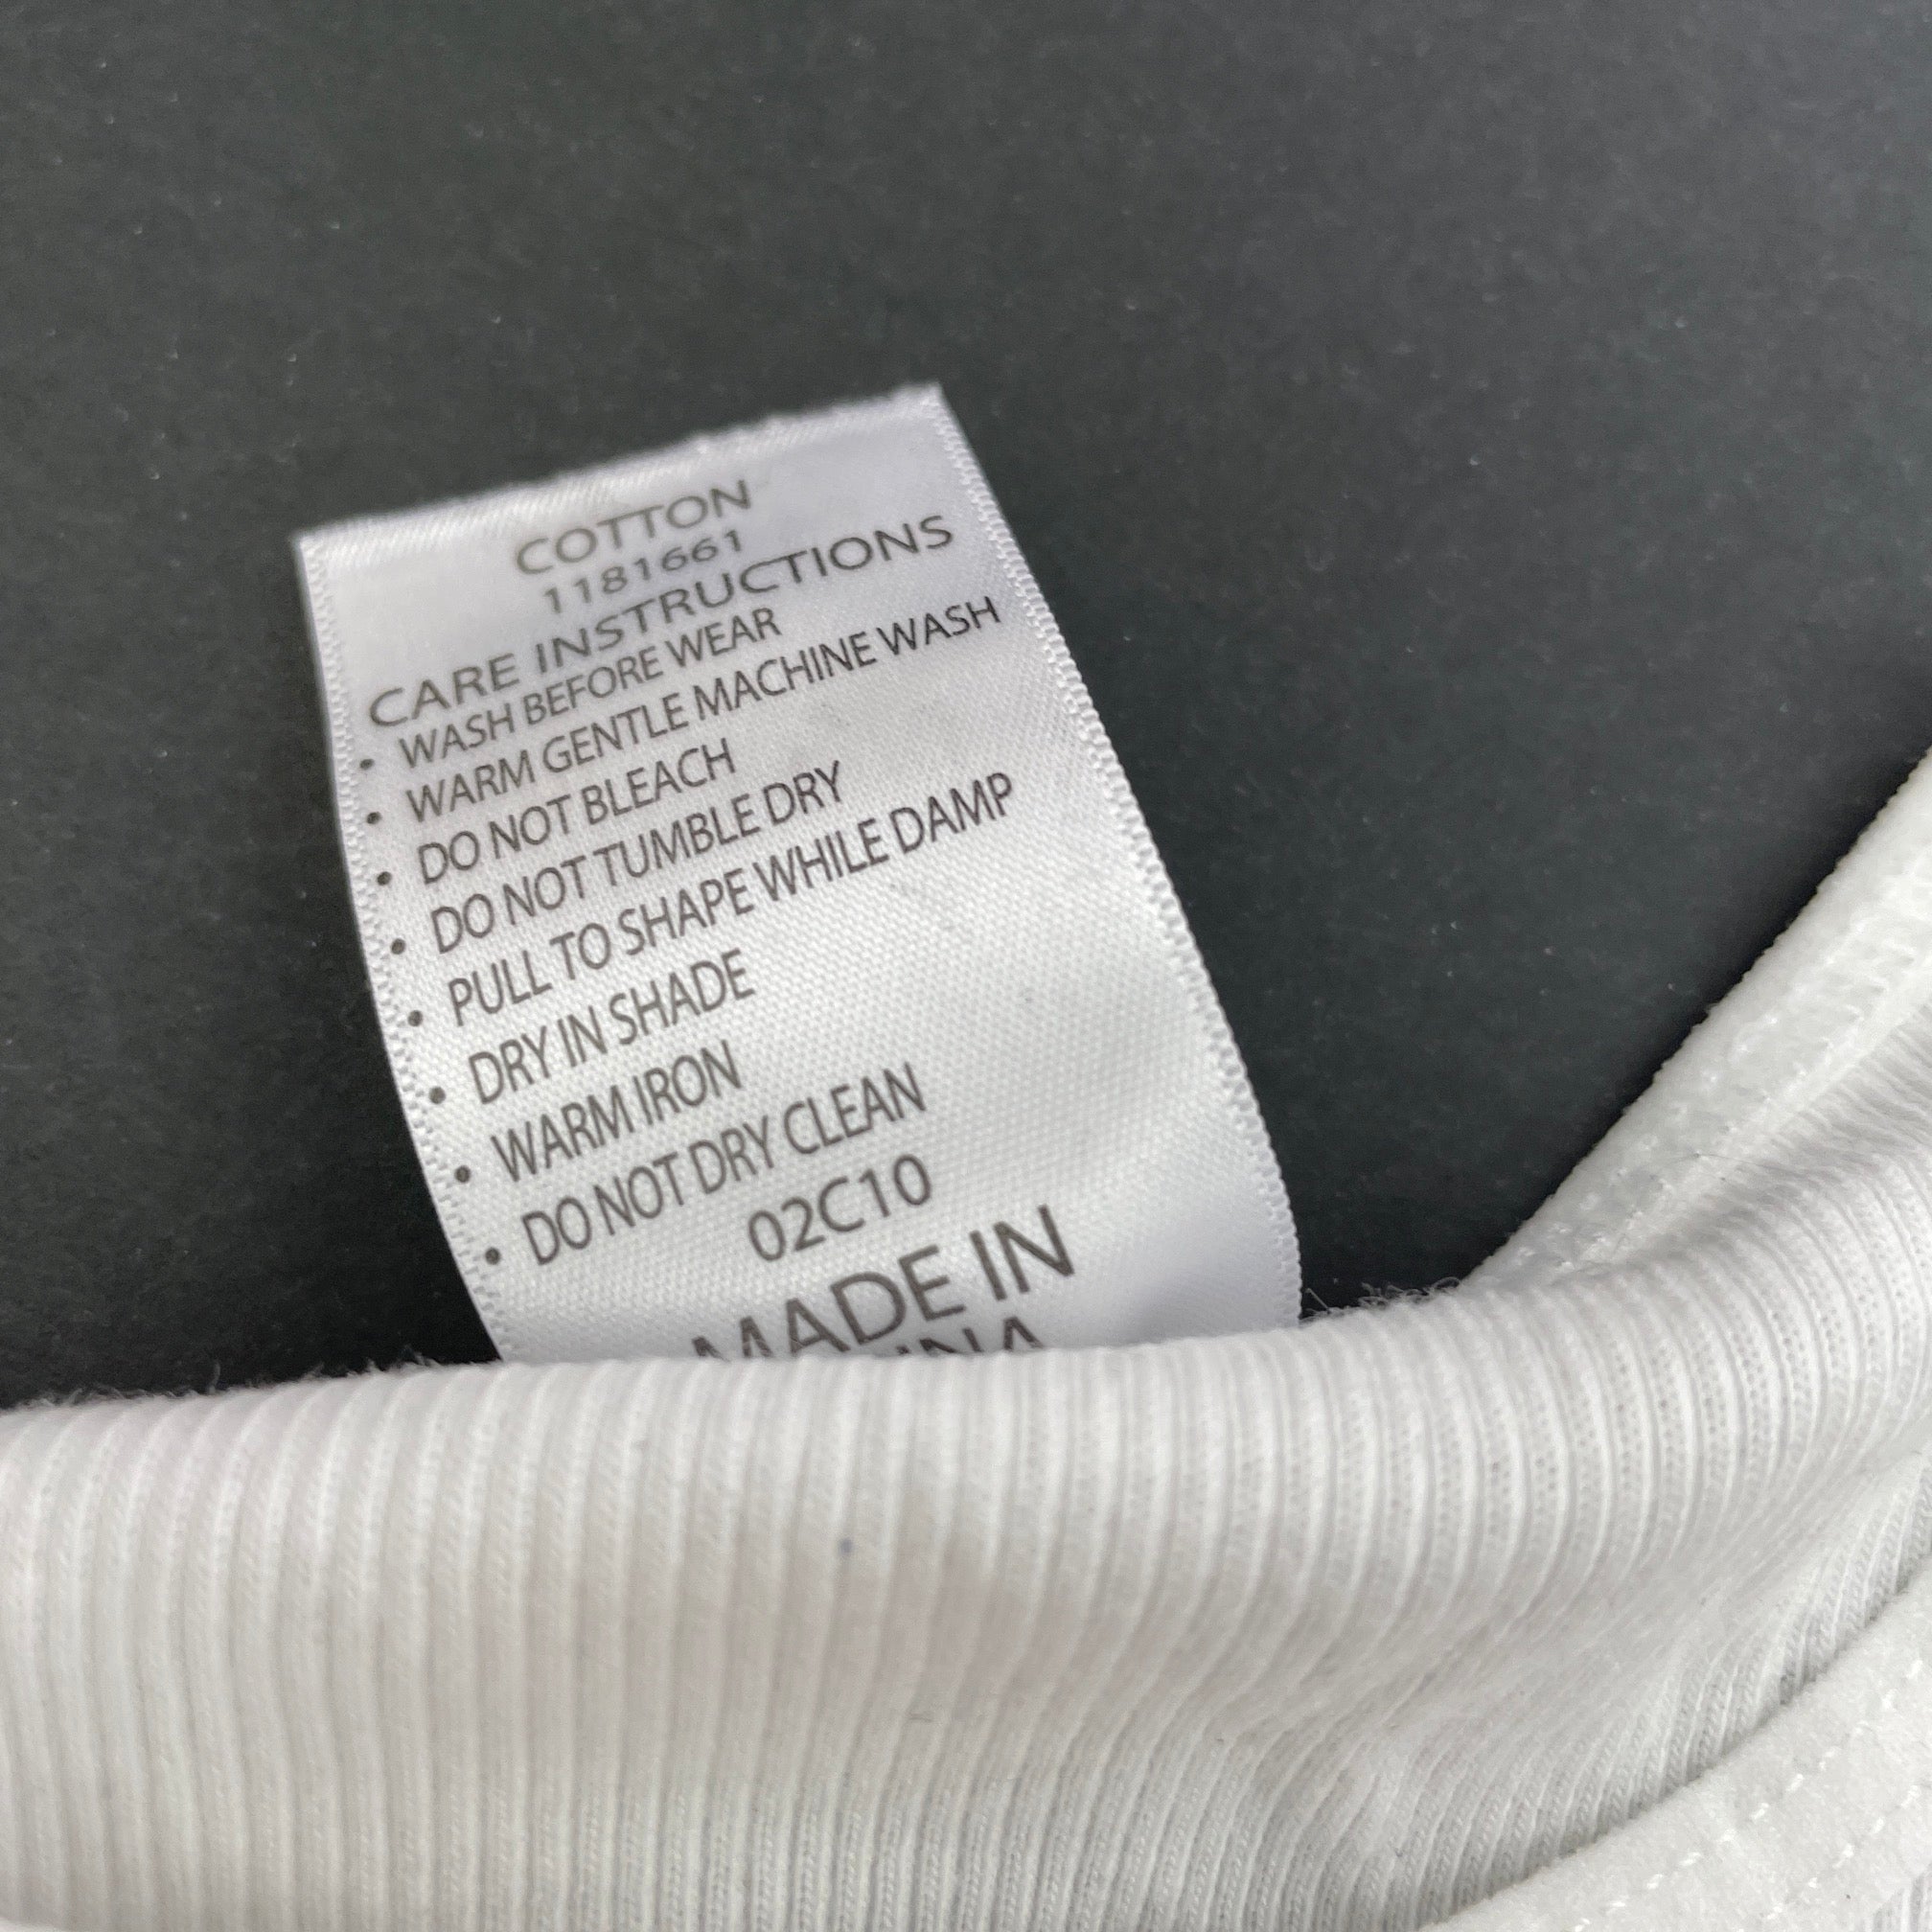 COTTON
1181661
CARE INSTRUCTIONS
• WASH BEFORE WEAR
• WARM GENTLE MACHINE WASH
• DO NOT BLEACH
• DO NOT TUMBLE DRY
• PULL TO SHAPE WHILE DAMP
• DRY IN SHADE
• WARM IRON
• DO NOT DRY CLEAN
02C10
MADE IN